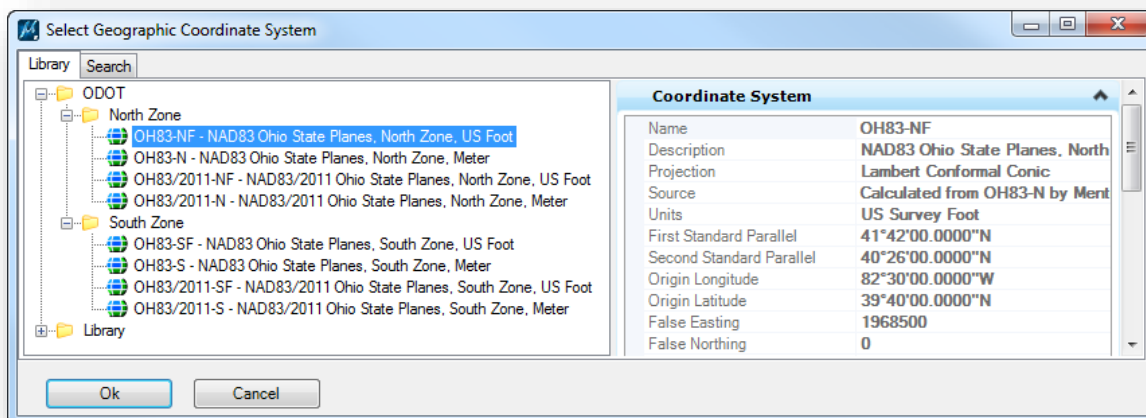 Select Geographic Coordinate System
Library Search
ODOT
North Zone
OH83-NF - NAD83 Ohio State Planes, North Zone, US Foot
OH83-N - NAD83 Ohio State Planes, North Zone, Meter
OH83/2011-NF - NAD83/2011 Ohio State Planes, North Zone, US Foot
OH83/2011-N - NAD83/2011 Ohio State Planes, North Zone, Meter
South Zone
OH83-SF - NAD83 Ohio State Planes, South Zone, US Foot
OH83-S - NAD83 Ohio State Planes, South Zone, Meter
OH83/2011-SF - NAD83/2011 Ohio State Planes, South Zone, US Foot
OH83/2011-S - NAD83/2011 Ohio State Planes, South Zone, Meter
Library
Coordinate System
Name OH83-NF
Description NAD83 Ohio State Planes, North
Projection Lambert Conformal Conic
Source Calculated from OH83-N by Ment
Units US Survey Foot
First Standard Parallel 41°42'00.0000"N
Second Standard Parallel 40°26'00.0000"N
Origin Longitude 82°30'00.0000"W
Origin Latitude 39°40'00.0000"N
False Easting 1968500
False Northing 0
Ok Cancel